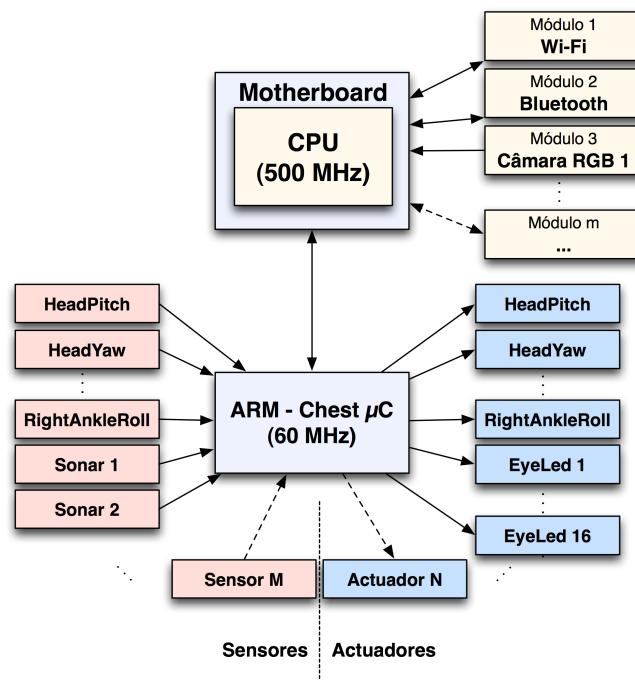 Módulo 1
Wi-Fi
Motherboard
CPU
(500 MHz)
Módulo 2
Bluetooth
Módulo 3
Câmara RGB 1
Módulo m
...
HeadPitch
HeadYaw
RightAnkleRoll
Sonar 1
Sonar 2
ARM - Chest µC
(60 MHz)
HeadPitch
HeadYaw
RightAnkleRoll
EyeLed 1
EyeLed 16
Sensor M
Actuador N
Sensores
Actuadores